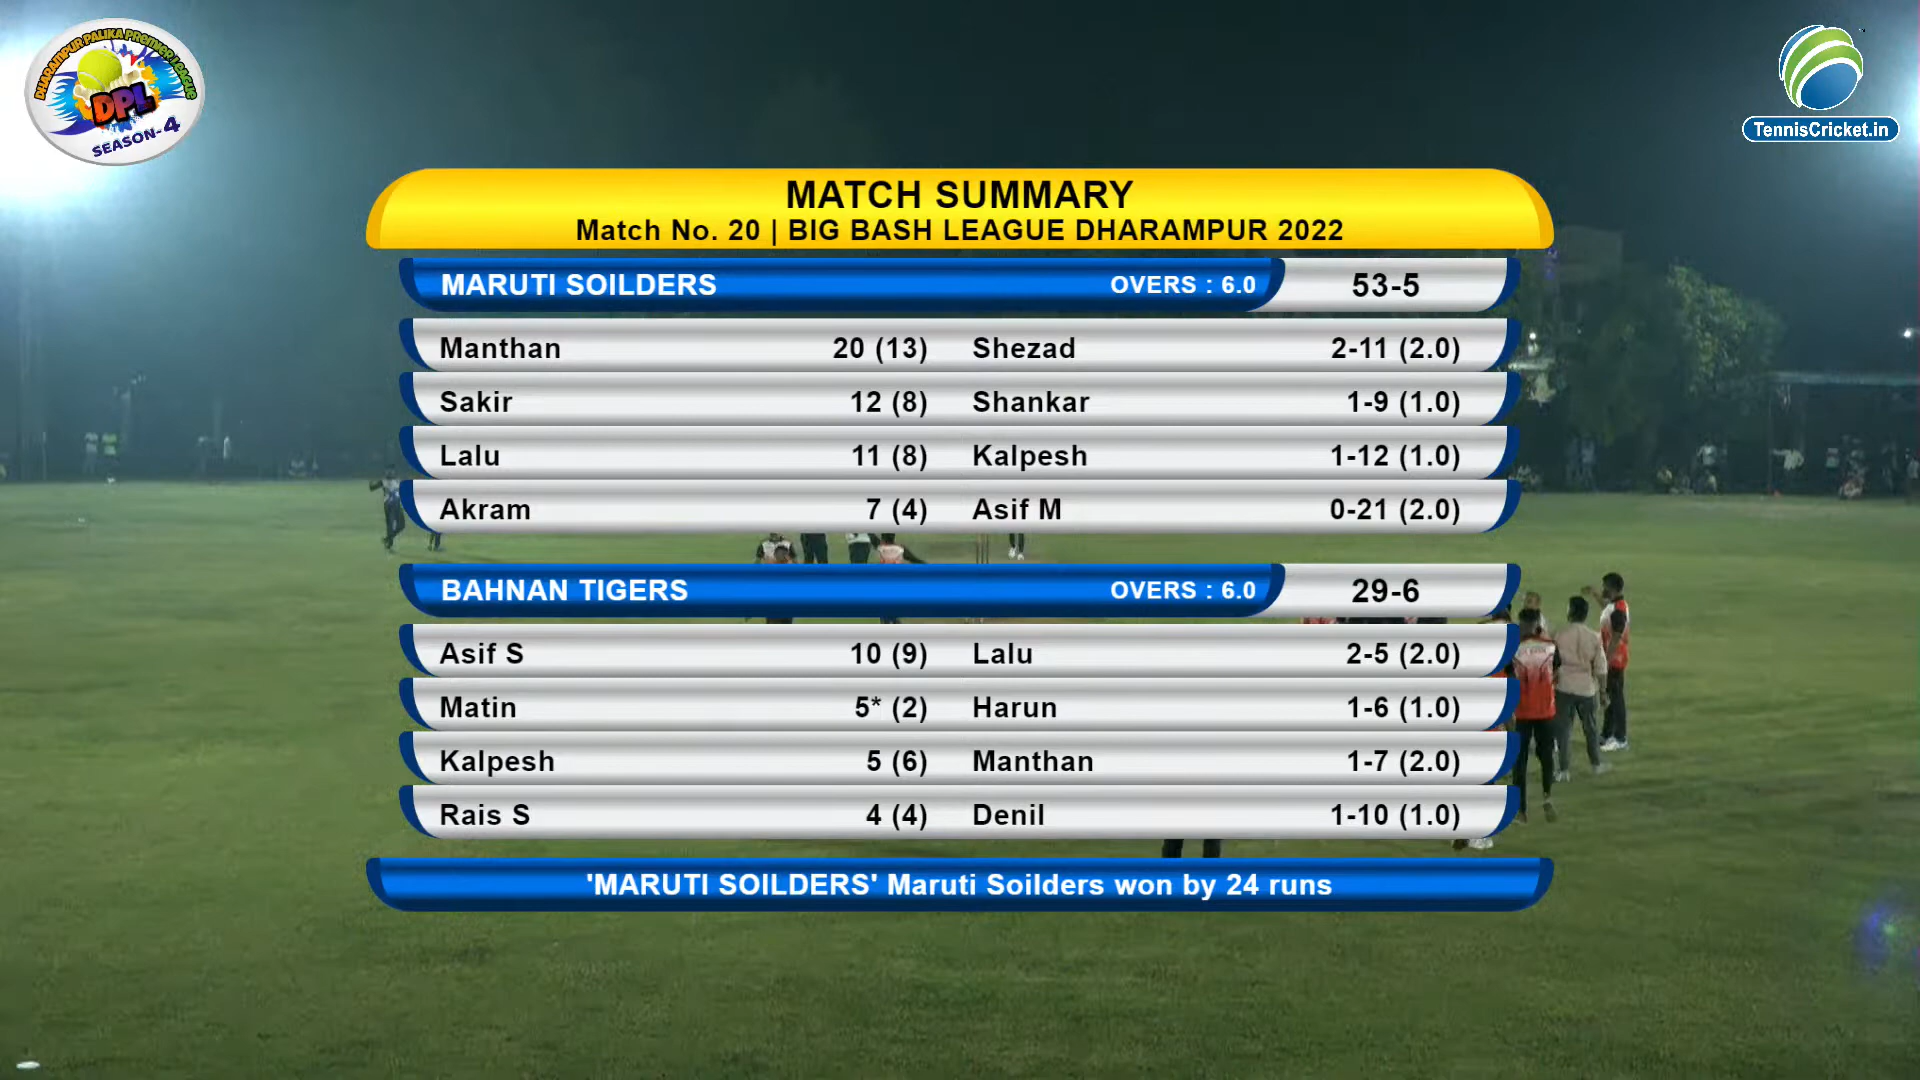 DHARAMPUR PALIKA PREMIER LEAGUE
DPL
SEASON-4
TennisCricket.in
MATCH SUMMARY
Match No. 20 | BIG BASH LEAGUE DHARAMPUR 2022
MARUTI SOILDERS OVERS : 6.0 53-5
Manthan 20 (13) Shezad 2-11 (2.0)
Sakir 12 (8) Shankar 1-9 (1.0)
Lalu 11 (8) Kalpesh 1-12 (1.0)
Akram 7 (4) Asif M 0-21 (2.0)
BAHNAN TIGERS OVERS : 6.0 29-6
Asif S 10 (9) Lalu 2-5 (2.0)
Matin 5* (2) Harun 1-6 (1.0)
Kalpesh 5 (6) Manthan 1-7 (2.0)
Rais S 4 (4) Denil 1-10 (1.0)
'MARUTI SOILDERS' Maruti Soilders won by 24 runs